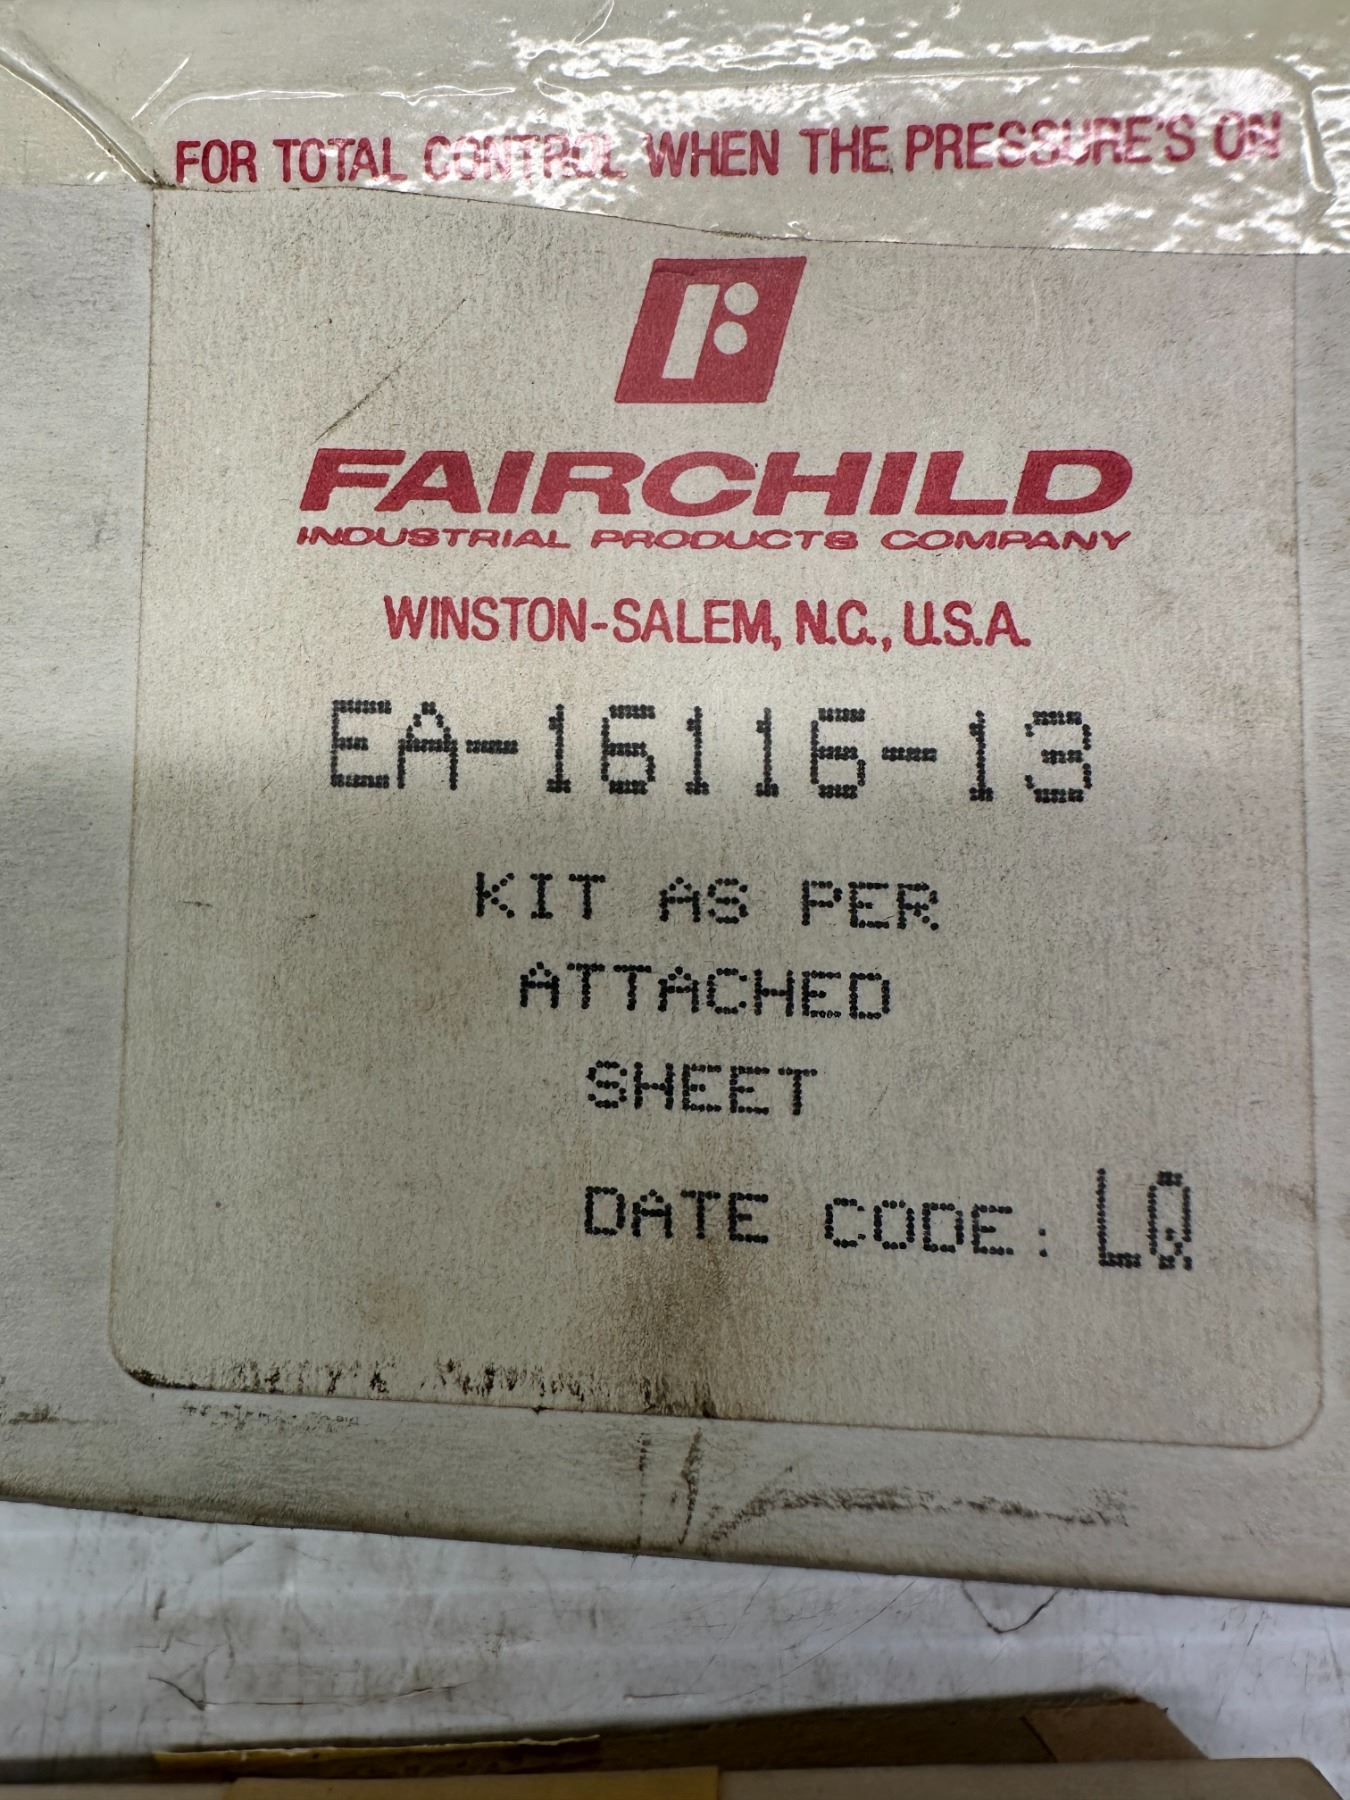 FOR TOTAL CONTROL WHEN THE PRESSURE'S ON
FAIRCHILD
INDUSTRIAL PRODUCTS COMPANY
WINSTON-SALEM, N.C., U.S.A.
EA-16116-13
KIT AS PER
ATTACHED
SHEET
DATE CODE: LQ